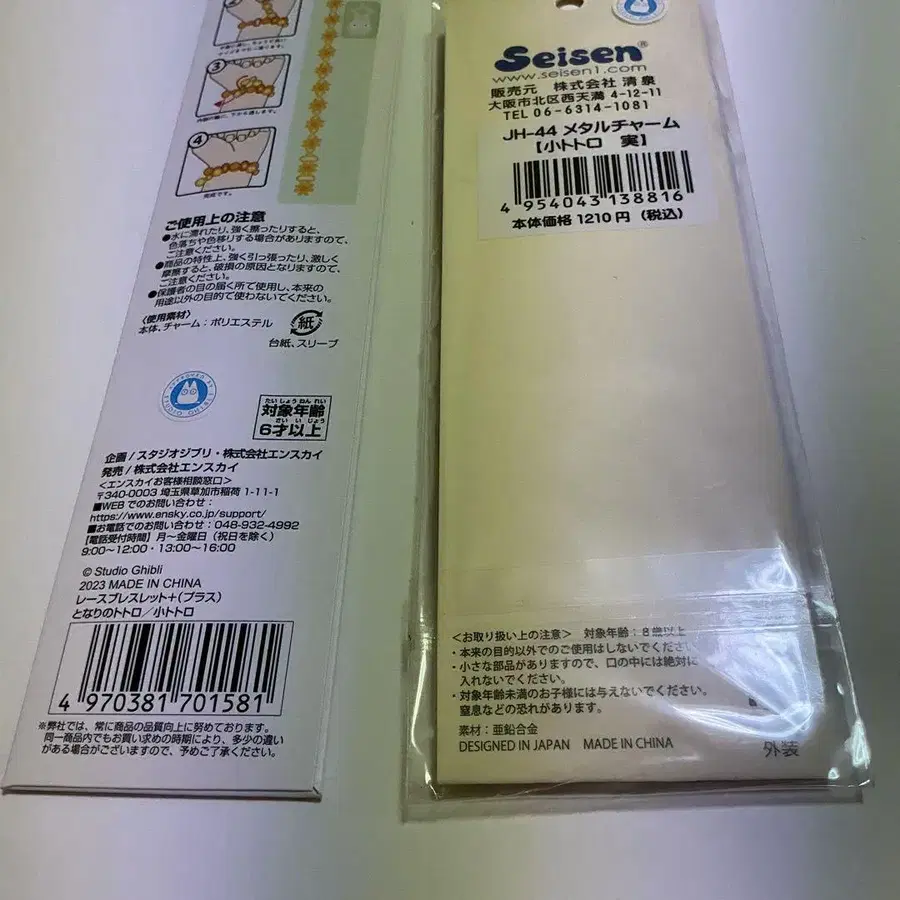 ③
④
完成です。
ご使用上の注意
●水に濡れたり、強く擦ったりすると、
色落ちや色移りする場合がありますので、
ご注意ください。
●商品の特性上、強く引っ張ったり、激しく
摩擦すると、破損の原因となりますので、
ご注意ください。
●保護者の目の届く所で使用し、本来の
用途以外の目的で使わないでください。
〈使用素材〉
本体、チャーム：ポリエステル
紙
台紙、スリーブ
たいしょうねんれい
対象年齢
さいいじょう
6才以上
企画/スタジオジブリ・株式会社エンスカイ
発売/株式会社エンスカイ
＜エンスカイお客様相談窓口＞
〒340-0003 埼玉県草加市稲荷 1-11-1
■WEBでのお問い合わせ：
https://www.ensky.co.jp/support/
■お電話でのお問い合わせ：048-932-4992
【電話受付時間】月～金曜日（祝日を除く）
9:00～12:00・13:00～16:00
© Studio Ghibli
2023 MADE IN CHINA
レースブレスレット+(プラス)
となりのトトロ／小トトロ
4 970381 701581
※弊社では、常に商品の品質向上に努めております。
同一商品内でもお買い求めの時期により、多少の違い
がある場合がございますので、予めご了承ください。
Seisen®
www.seisen1.com
販売元 株式会社 清泉
大阪市北区西天満 4-12-11
TEL 06-6314-1081
JH-44 メタルチャーム
【小トトロ 実】
4 954043 138816
本体価格 1210円（税込）
＜お取り扱い上の注意＞ 対象年齢：8歳以上
・本来の目的以外でのご使用はしないでください。
・小さな部品がありますので、口の中には絶対に
入れないでください。
・対象年齢未満のお子様には与えないでください。
窒息などの恐れがあります。
素材：亜鉛合金
DESIGNED IN JAPAN MADE IN CHINA
外装